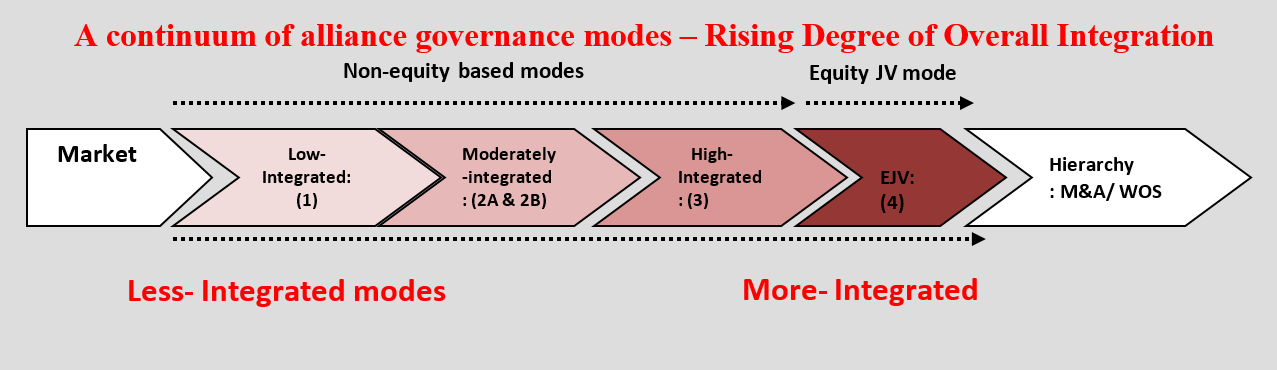 A continuum of alliance governance modes – Rising Degree of Overall Integration
Non-equity based modes
Equity JV mode
Market
Low-
Integrated:
(1)
Moderately
-integrated
: (2A & 2B)
High-
Integrated
: (3)
EJV:
(4)
Hierarchy
: M&A/ WOS
Less- Integrated modes
More- Integrated